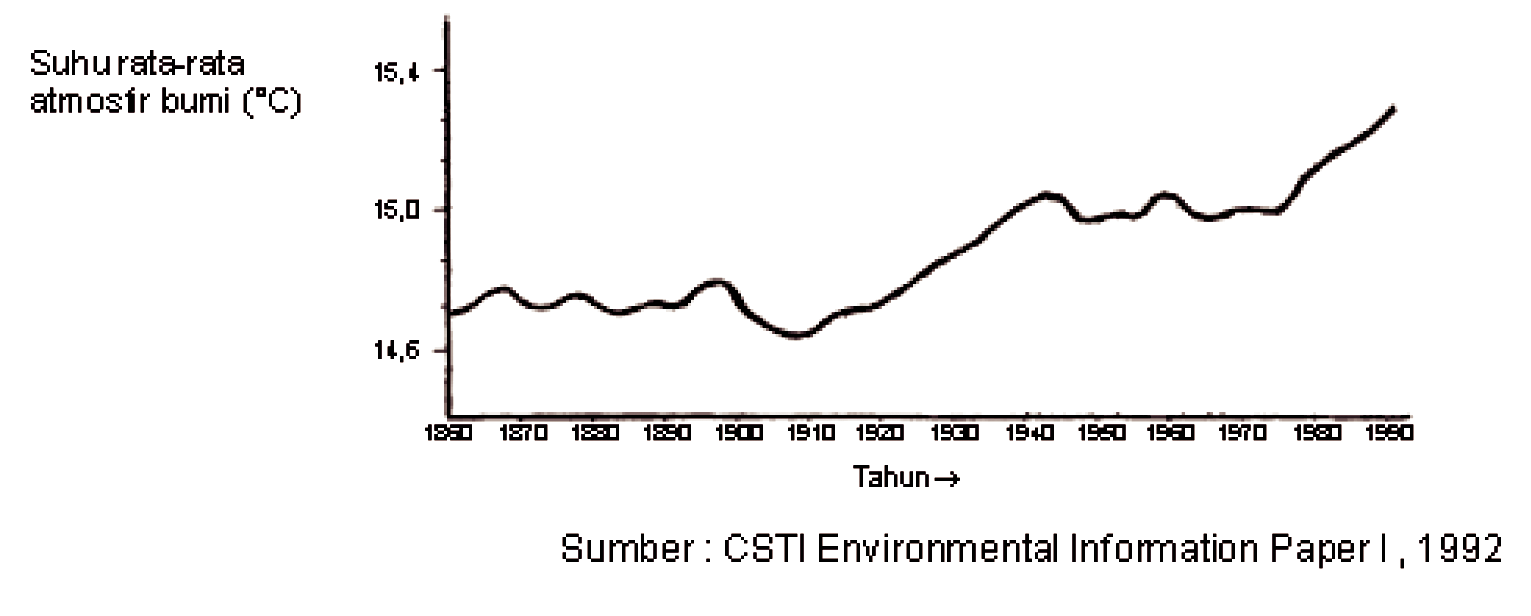 Suhu rata-rata
atmosfir bumi (°C)
15,4
15,0
14,6
1860 1870 1880 1890 1900 1910 1920 1930 1940 1950 1960 1970 1980 1990
Tahun→
Sumber : CSTI Environmental Information Paper I , 1992